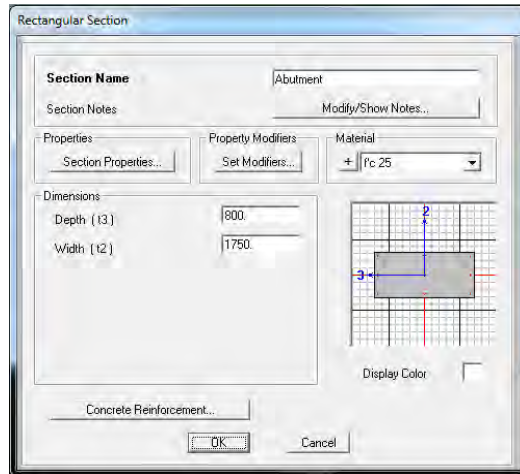 Rectangular Section
Section Name
Abutment
Section Notes
Modify/Show Notes...
Properties
Property Modifiers
Material
Section Properties...
Set Modifiers...
+ f'c 25
Dimensions
Depth ( t3 )
800.
Width ( t2 )
1750.
2
3
Display Color
Concrete Reinforcement...
OK
Cancel